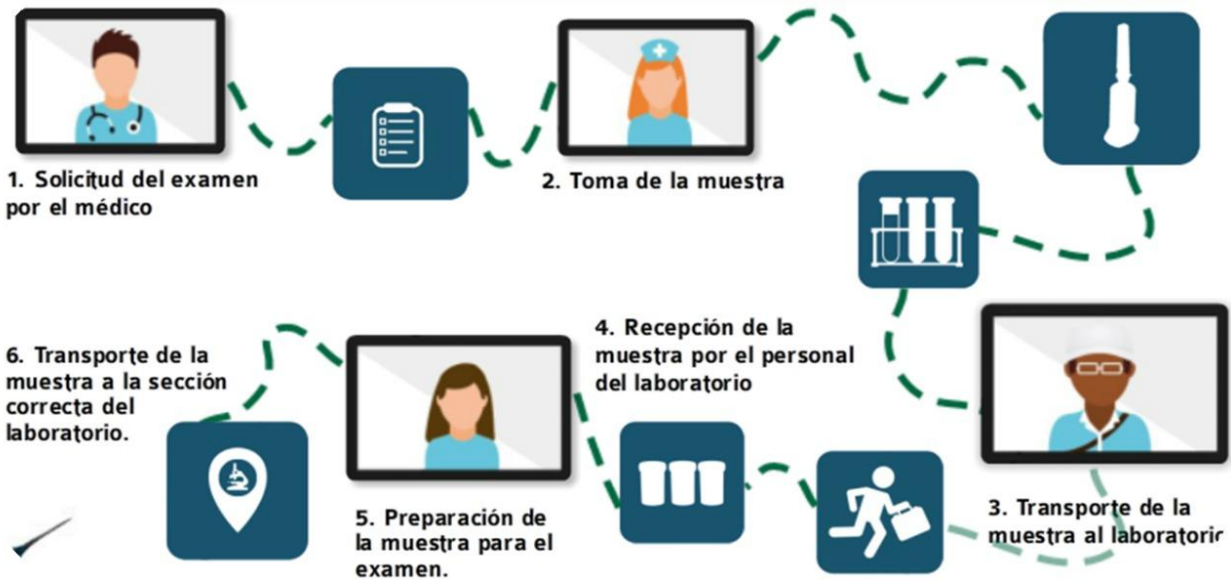 1. Solicitud del examen
por el médico
2. Toma de la muestra
3. Transporte de la
muestra al laboratorio
4. Recepción de la
muestra por el personal
del laboratorio
5. Preparación de
la muestra para el
examen.
6. Transporte de la
muestra a la sección
correcta del
laboratorio.